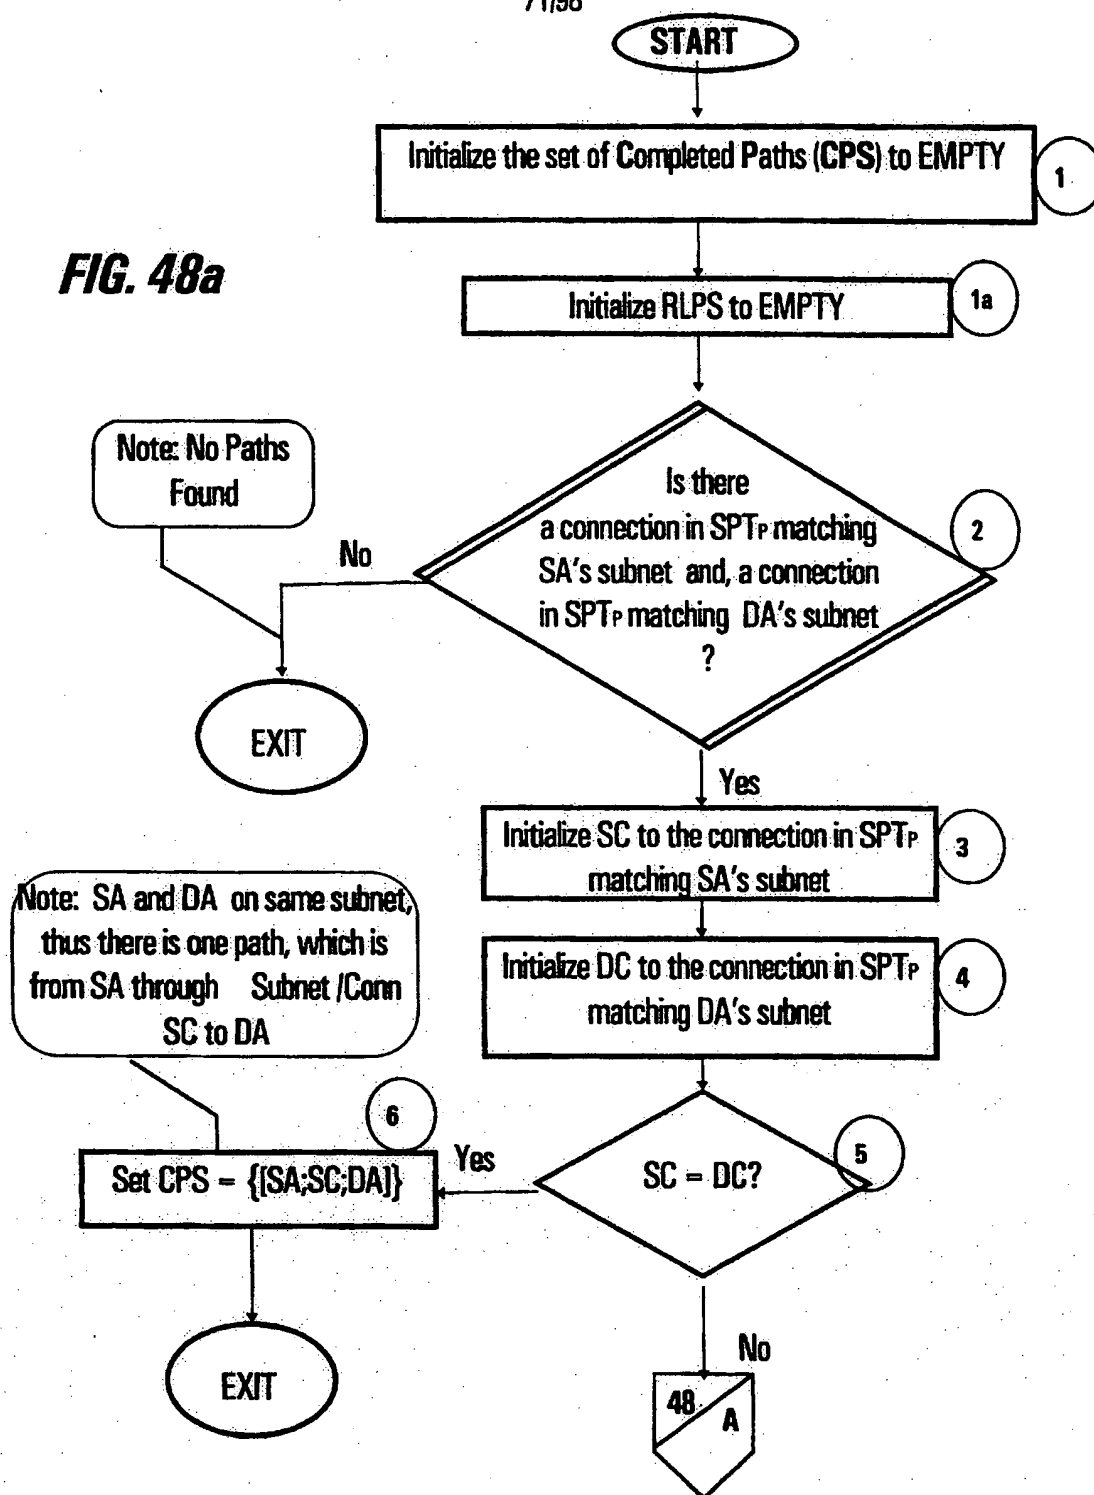 71/98
START
Initialize the set of Completed Paths (CPS) to EMPTY
1
FIG. 48a
Initialize RLPS to EMPTY
1a
Note: No Paths
Found
No
Is there
a connection in SPTP matching
SA's subnet and, a connection
in SPTP matching DA's subnet
?
2
EXIT
Yes
Initialize SC to the connection in SPTP
matching SA's subnet
3
Note: SA and DA on same subnet,
thus there is one path, which is
from SA through Subnet /Conn
SC to DA
Initialize DC to the connection in SPTP
matching DA's subnet
4
6
Set CPS = {[SA;SC;DA]}
Yes
SC = DC?
5
EXIT
No
48
A